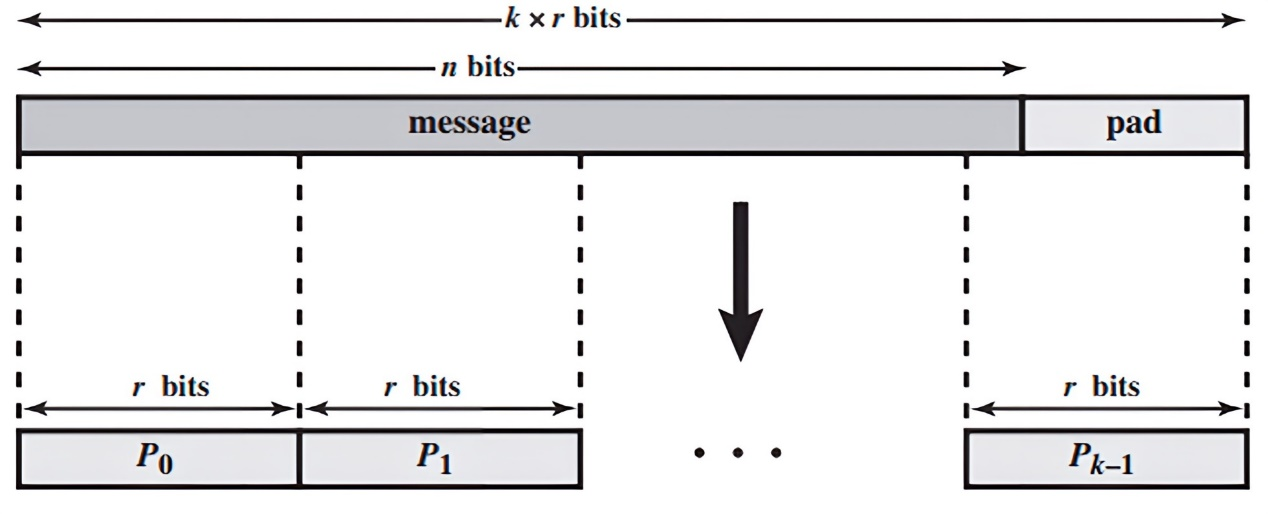 k × r bits
n bits
message pad
r bits r bits r bits
P0 P1 . . . Pk–1